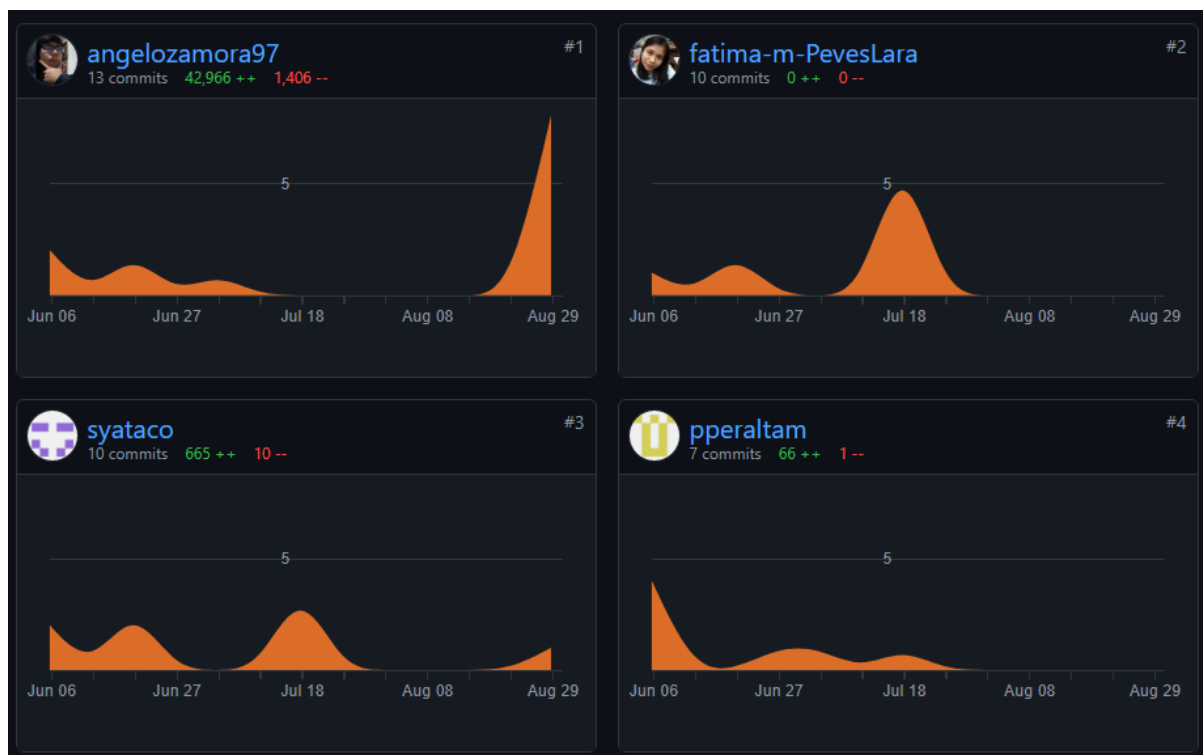 angelozamora97
#1
13 commits 42,966 ++ 1,406 --
5
Jun 06 Jun 27 Jul 18 Aug 08 Aug 29
fatima-m-PevesLara
#2
10 commits 0 ++ 0 --
5
Jun 06 Jun 27 Jul 18 Aug 08 Aug 29
syataco
#3
10 commits 665 ++ 10 --
5
Jun 06 Jun 27 Jul 18 Aug 08 Aug 29
pperaltam
#4
7 commits 66 ++ 1 --
5
Jun 06 Jun 27 Jul 18 Aug 08 Aug 29